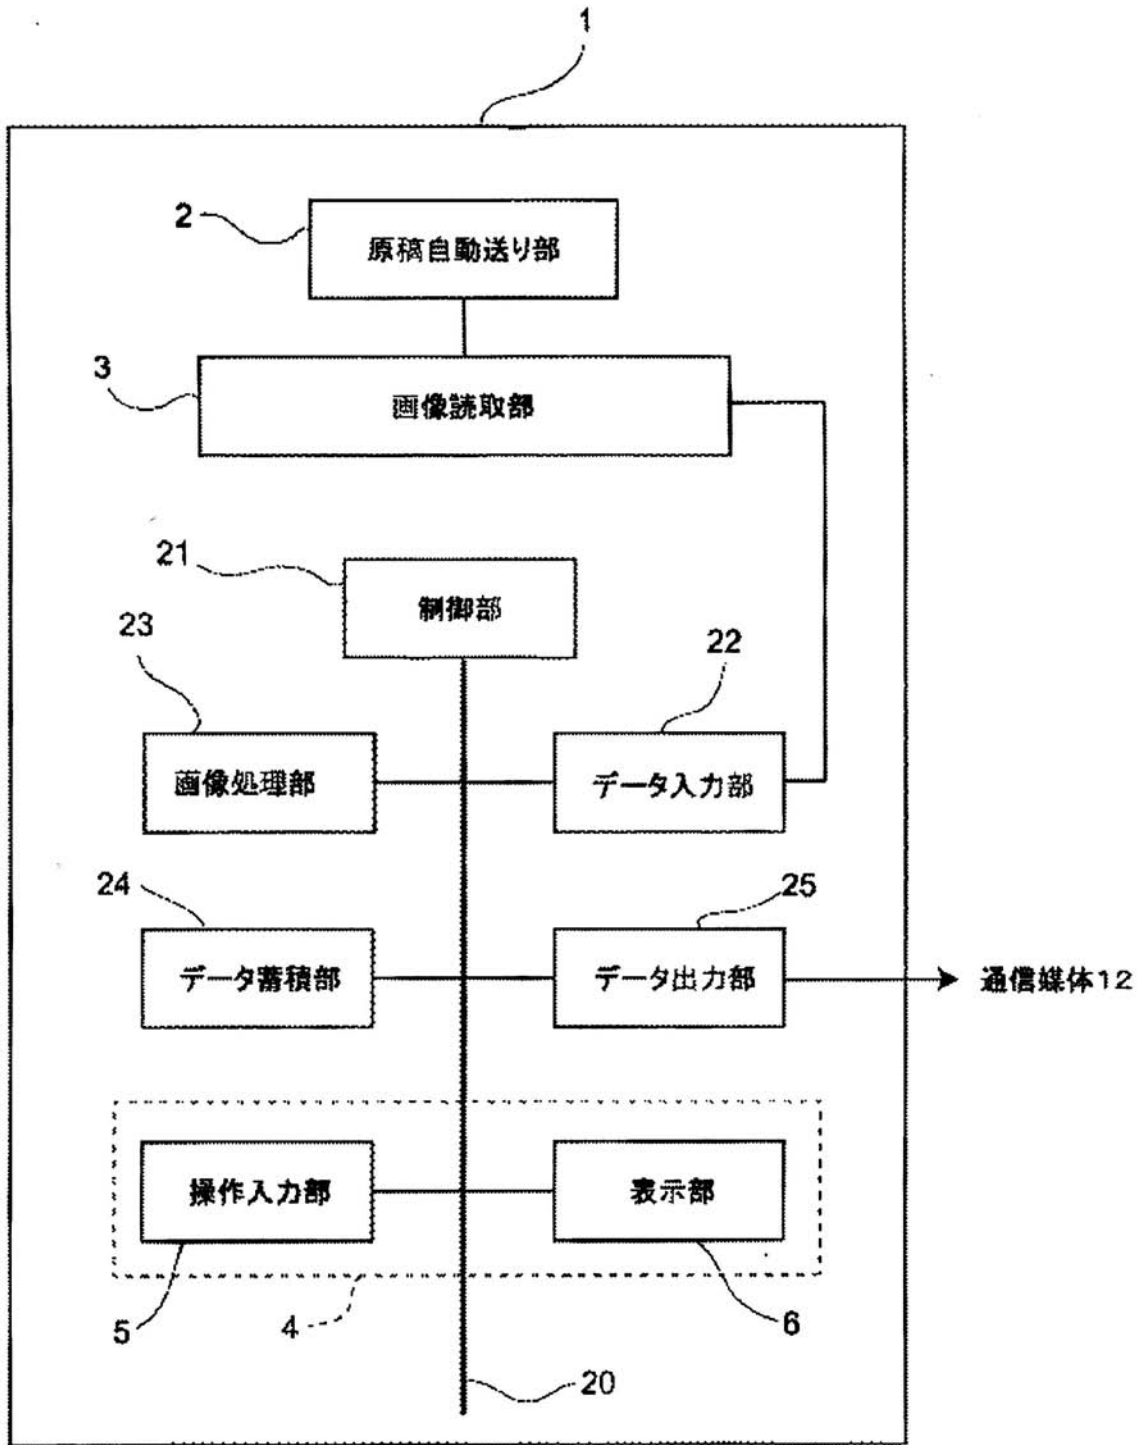 1
2
原稿自動送り部
3
画像読取部
21
制御部
23
22
画像処理部
データ入力部
24
25
データ蓄積部
データ出力部
通信媒体12
操作入力部
表示部
5
4
6
20